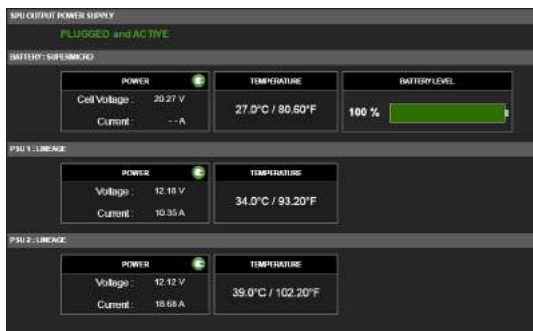 SPU OUTPUT POWER SUPPLY
PLUGGED and ACTIVE
BATTERY : SUPERMICRO
POWER
TEMPERATURE
BATTERY LEVEL
Cell Voltage : 20.27 V
Current : - - A
27.0°C / 80.60°F
100 %
PSU 1 : LINEAGE
POWER
TEMPERATURE
Voltage : 12.18 V
Current : 10.35 A
34.0°C / 93.20°F
PSU 2 : LINEAGE
POWER
TEMPERATURE
Voltage : 12.12 V
Current : 18.68 A
39.0°C / 102.20°F